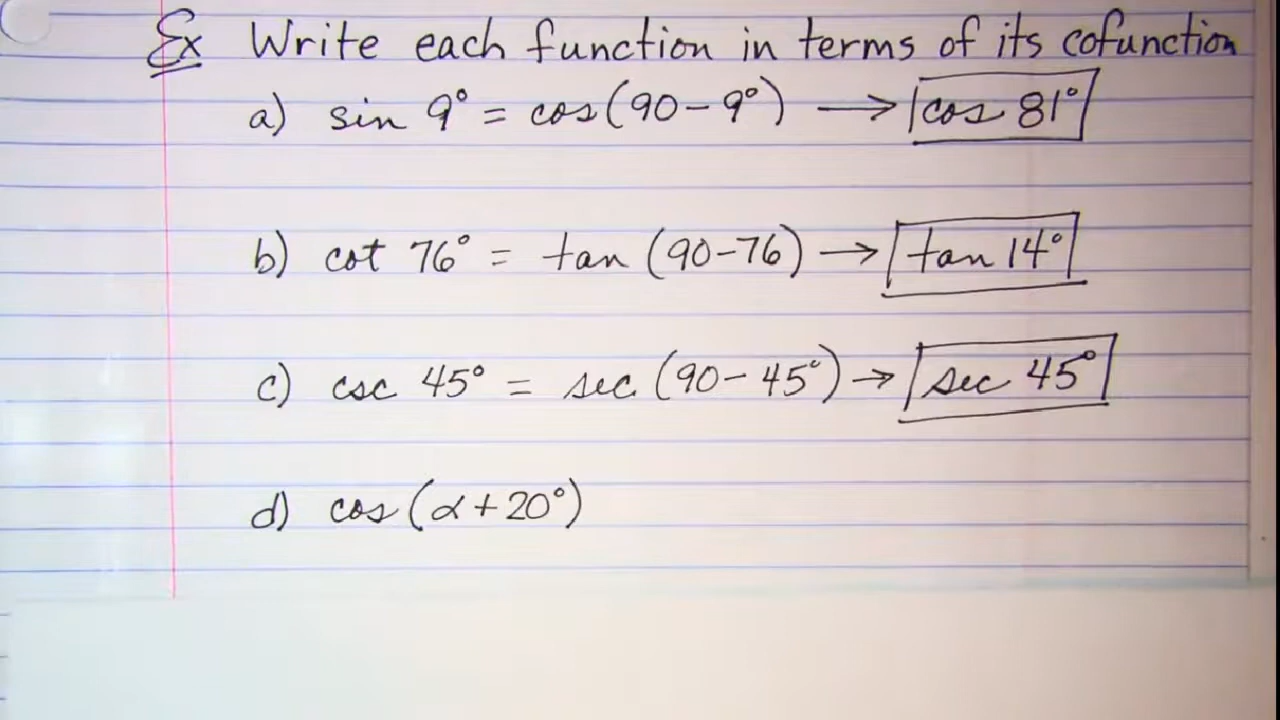 Ex Write each function in terms of its cofunction
a) sin 9° = cos(90-9°) → cos 81°
b) cot 76° = tan (90-76) → tan 14°
c) csc 45° = sec (90-45°) → sec 45°
d) cos (α+20°)